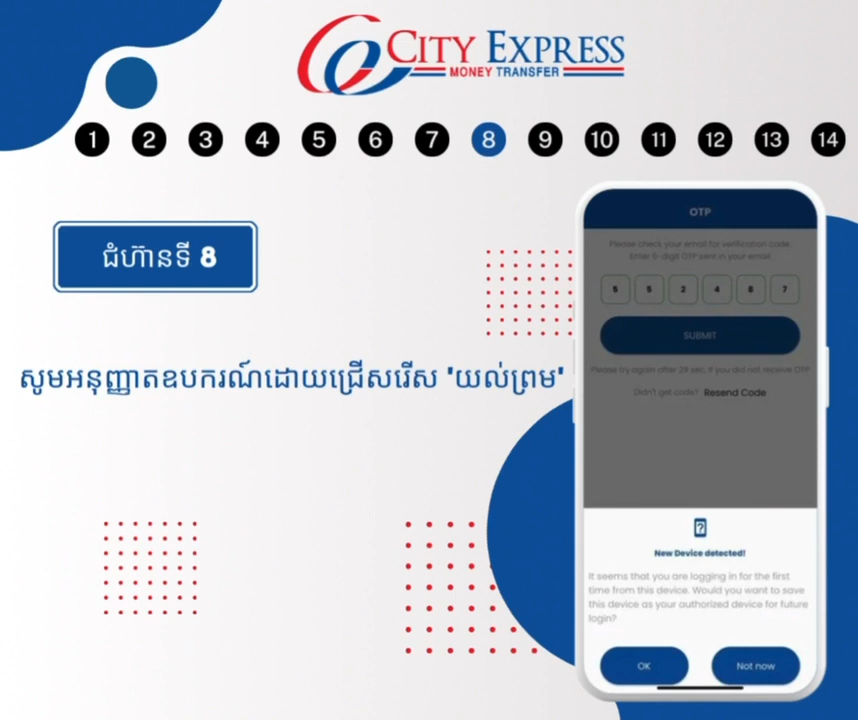 CITY EXPRESS
MONEY TRANSFER
1 2 3 4 5 6 7 8 9 10 11 12 13 14
ជំហ៊ានទី 8
សូមអនុញ្ញាតឧបករណ៍ដោយជ្រើសរើស "យល់ព្រម"
OTP
Please check your email for verification code
Enter 6-digit OTP sent in your email
5 5 2 4 8 7
SUBMIT
Please try again after 29 sec, if you did not receive OTP
Didn't get code? Resend Code
New Device detected!
It seems that you are logging in for the first
time from this device. Would you want to save
this device as your authorized device for future
login?
OK Not now